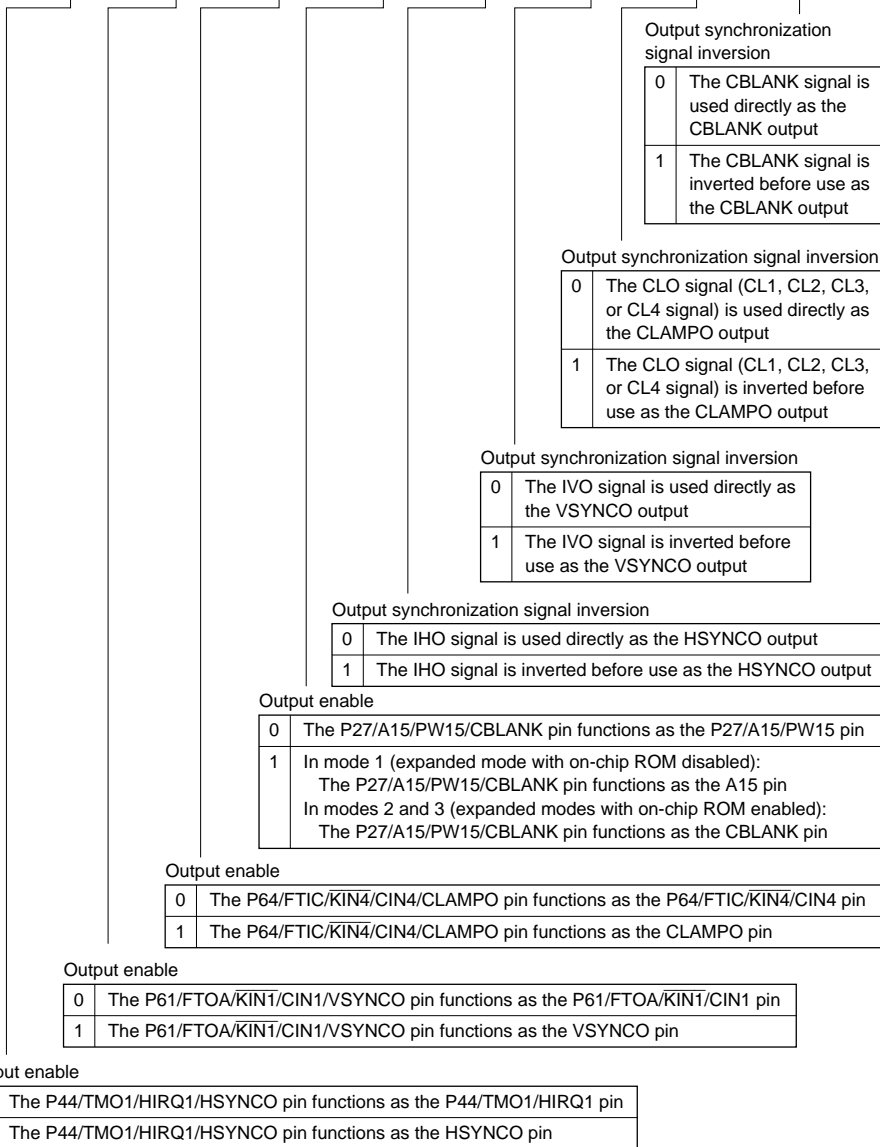 Output synchronization
signal inversion
0 The CBLANK signal is
used directly as the
CBLANK output
1 The CBLANK signal is
inverted before use as
the CBLANK output
Output synchronization signal inversion
0 The CLO signal (CL1, CL2, CL3,
or CL4 signal) is used directly as
the CLAMPO output
1 The CLO signal (CL1, CL2, CL3,
or CL4 signal) is inverted before
use as the CLAMPO output
Output synchronization signal inversion
0 The IVO signal is used directly as
the VSYNCO output
1 The IVO signal is inverted before
use as the VSYNCO output
Output synchronization signal inversion
0 The IHO signal is used directly as the HSYNCO output
1 The IHO signal is inverted before use as the HSYNCO output
Output enable
0 The P27/A15/PW15/CBLANK pin functions as the P27/A15/PW15 pin
1 In mode 1 (expanded mode with on-chip ROM disabled):
The P27/A15/PW15/CBLANK pin functions as the A15 pin
In modes 2 and 3 (expanded modes with on-chip ROM enabled):
The P27/A15/PW15/CBLANK pin functions as the CBLANK pin
Output enable
0 The P64/FTIC/K̅I̅N̅4̅/CIN4/CLAMPO pin functions as the P64/FTIC/K̅I̅N̅4̅/CIN4 pin
1 The P64/FTIC/K̅I̅N̅4̅/CIN4/CLAMPO pin functions as the CLAMPO pin
Output enable
0 The P61/FTOA/K̅I̅N̅1̅/CIN1/VSYNCO pin functions as the P61/FTOA/K̅I̅N̅1̅/CIN1 pin
1 The P61/FTOA/K̅I̅N̅1̅/CIN1/VSYNCO pin functions as the VSYNCO pin
enable
The P44/TMO1/HIRQ1/HSYNCO pin functions as the P44/TMO1/HIRQ1 pin
The P44/TMO1/HIRQ1/HSYNCO pin functions as the HSYNCO pin